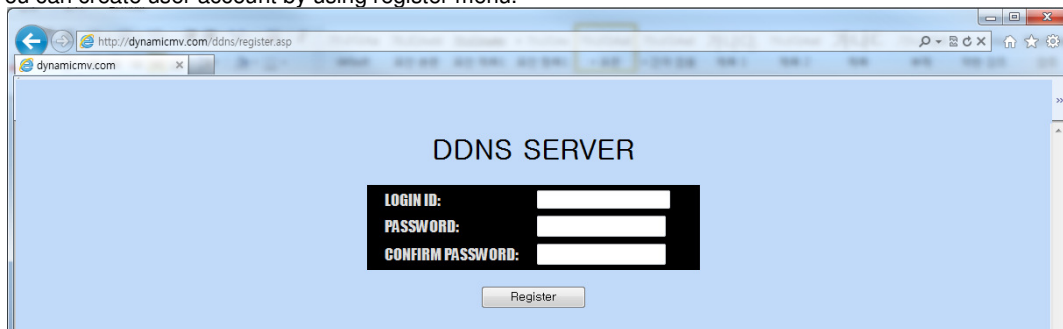 ou can create user account by using register menu.
http://dynamicmv.com/ddns/register.asp
dynamicmv.com
DDNS SERVER
LOGIN ID:
PASSWORD:
CONFIRM PASSWORD:
Register